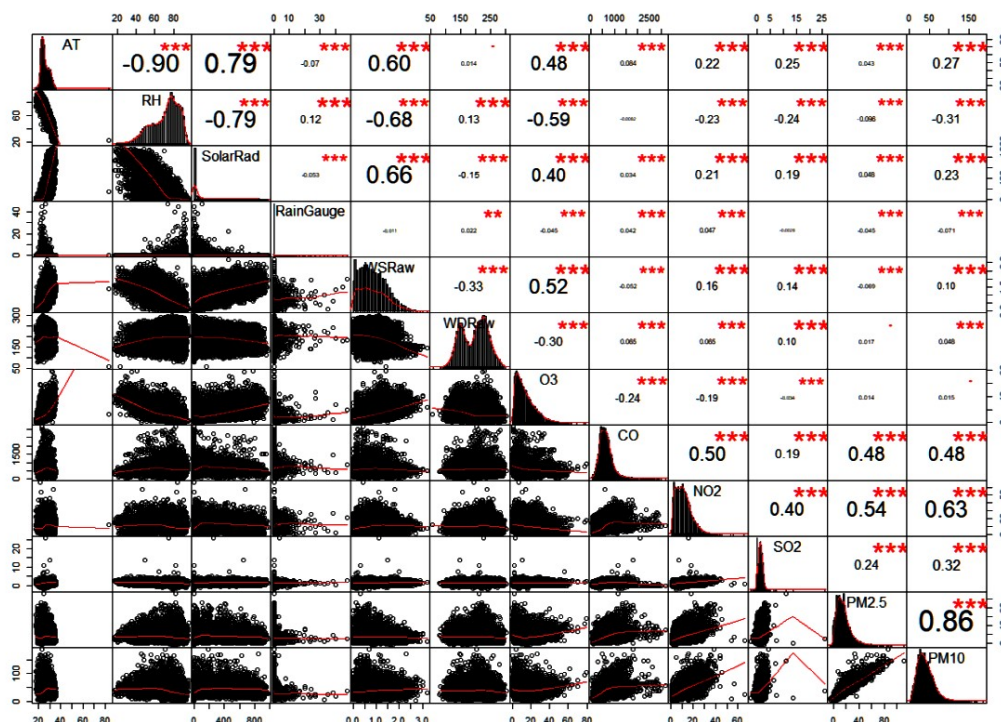 20 40 60 80 0 10 30 50 150 250 0 1000 2500 0 5 15 25 0 50 150
AT *** *** *** *** . *** *** *** *** *** ***
-0.90 0.79 -0.07 0.60 0.014 0.48 0.084 0.22 0.25 0.043 0.27
RH *** *** *** *** *** *** *** *** *** ***
-0.79 0.12 -0.68 0.13 -0.59 -0.23 -0.24 -0.31
20 60
SolarRad *** *** *** *** *** *** *** *** ***
-0.053 0.66 -0.15 0.40 0.034 0.21 0.19 0.048 0.23
0 20 40
RainGauge ** *** *** *** *** ***
-0.011 0.022 -0.045 0.042 0.047 -0.045 -0.071
WSRaw *** *** *** *** *** *** ***
-0.33 0.52 -0.052 0.16 0.14 0.10
50 150 300
WDRaw *** *** *** *** . ***
-0.30 0.065 0.065 0.10 0.017 0.048
O3 *** *** *** .
-0.24 -0.19 0.014 0.015
0 1500
CO *** *** *** ***
0.50 0.19 0.48 0.48
NO2 *** *** ***
0.40 0.54 0.63
0 10 25
SO2 *** ***
0.24 0.32
PM2.5 ***
0.86
0 100
PM10
20 40 60 80 0 400 800 0.0 1.0 2.0 3.0 0 20 40 60 80 0 20 40 60 0 40 80